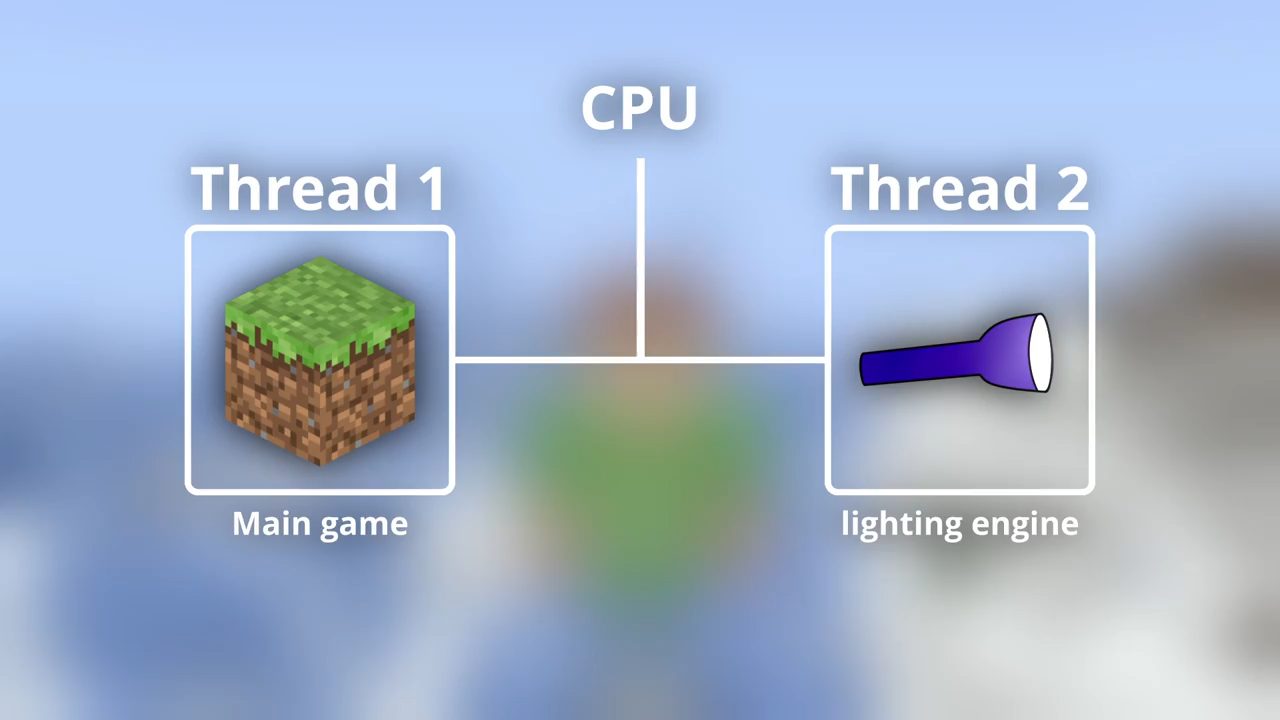 CPU
Thread 1
Thread 2
Main game
lighting engine